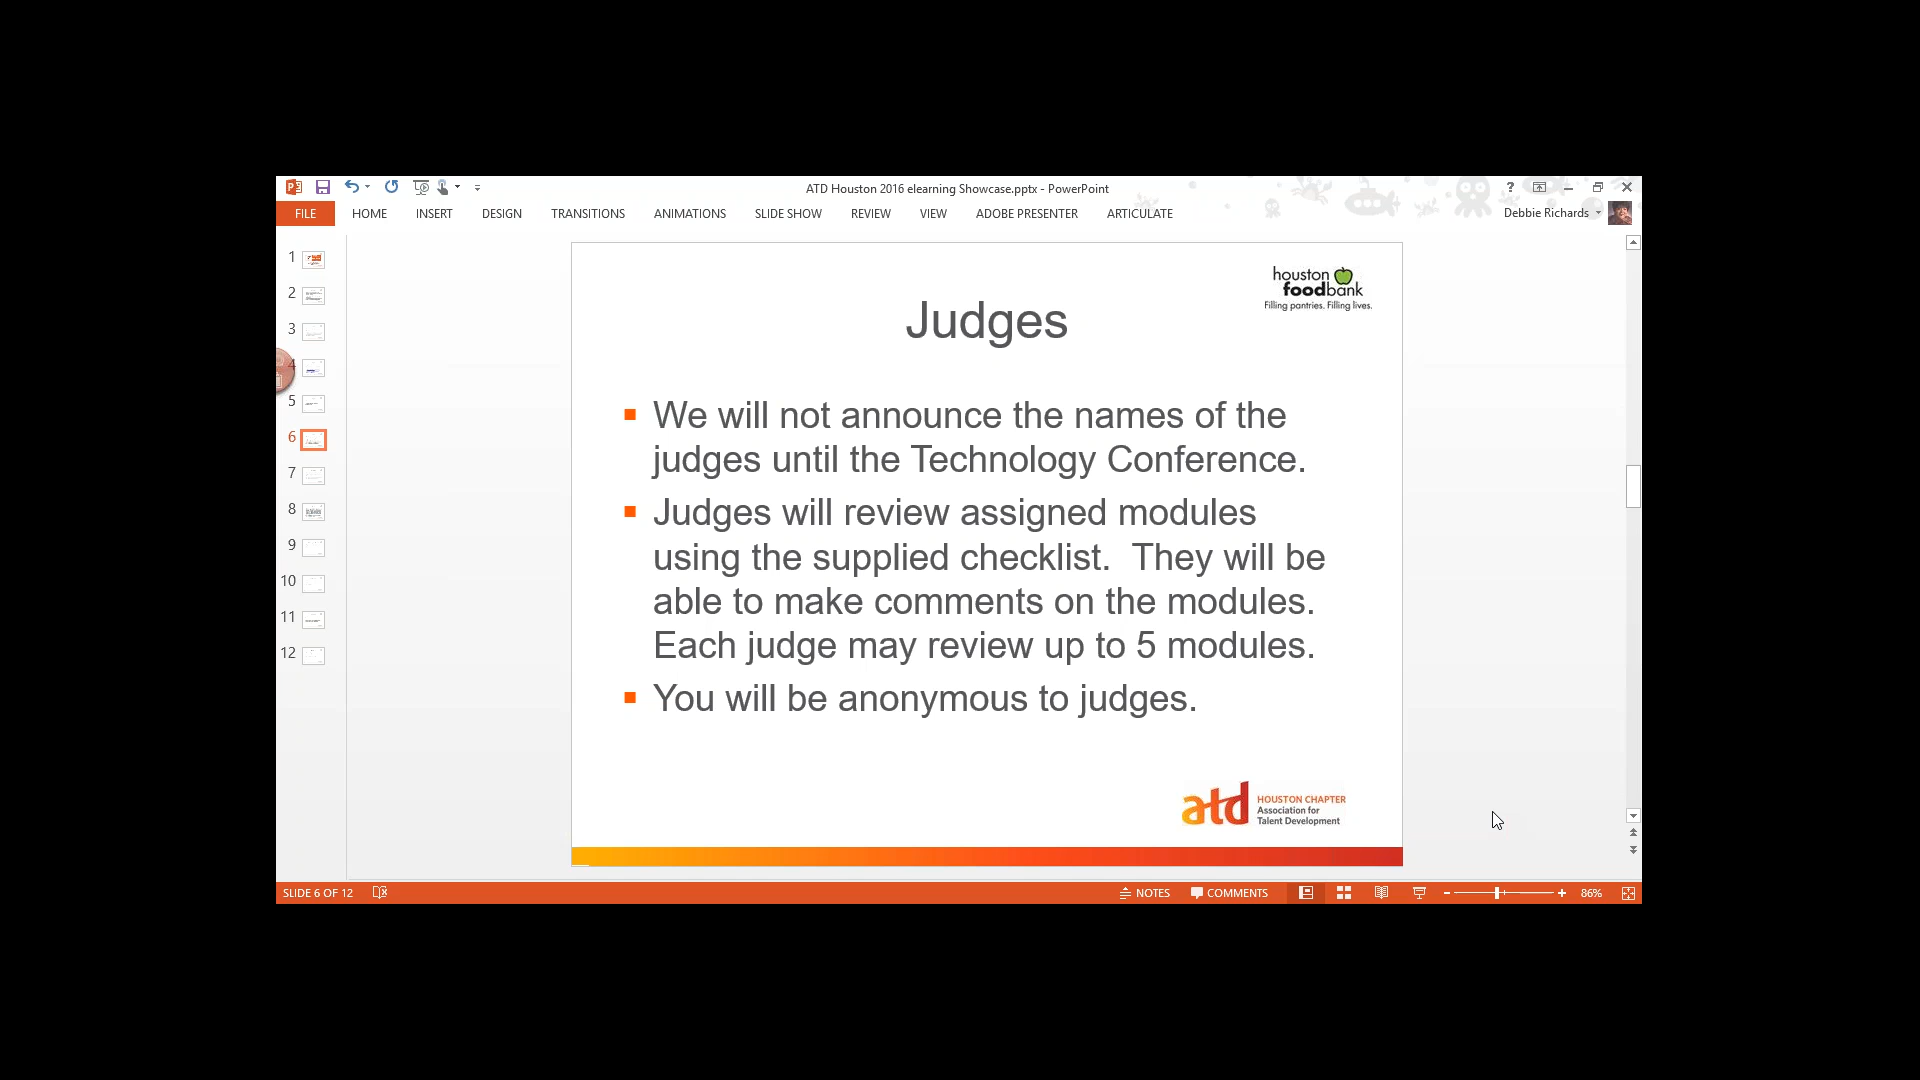 ATD Houston 2016 elearning Showcase.pptx - PowerPoint
?
FILE HOME INSERT DESIGN TRANSITIONS ANIMATIONS SLIDE SHOW REVIEW VIEW ADOBE PRESENTER ARTICULATE Debbie Richards
1
2
3
4
5
6
7
8
9
10
11
12
houston
foodbank
Filling pantries. Filling lives.
Judges
We will not announce the names of the
judges until the Technology Conference.
Judges will review assigned modules
using the supplied checklist.  They will be
able to make comments on the modules.
Each judge may review up to 5 modules.
You will be anonymous to judges.
atd HOUSTON CHAPTER
Association for
Talent Development
SLIDE 6 OF 12 NOTES COMMENTS 86%